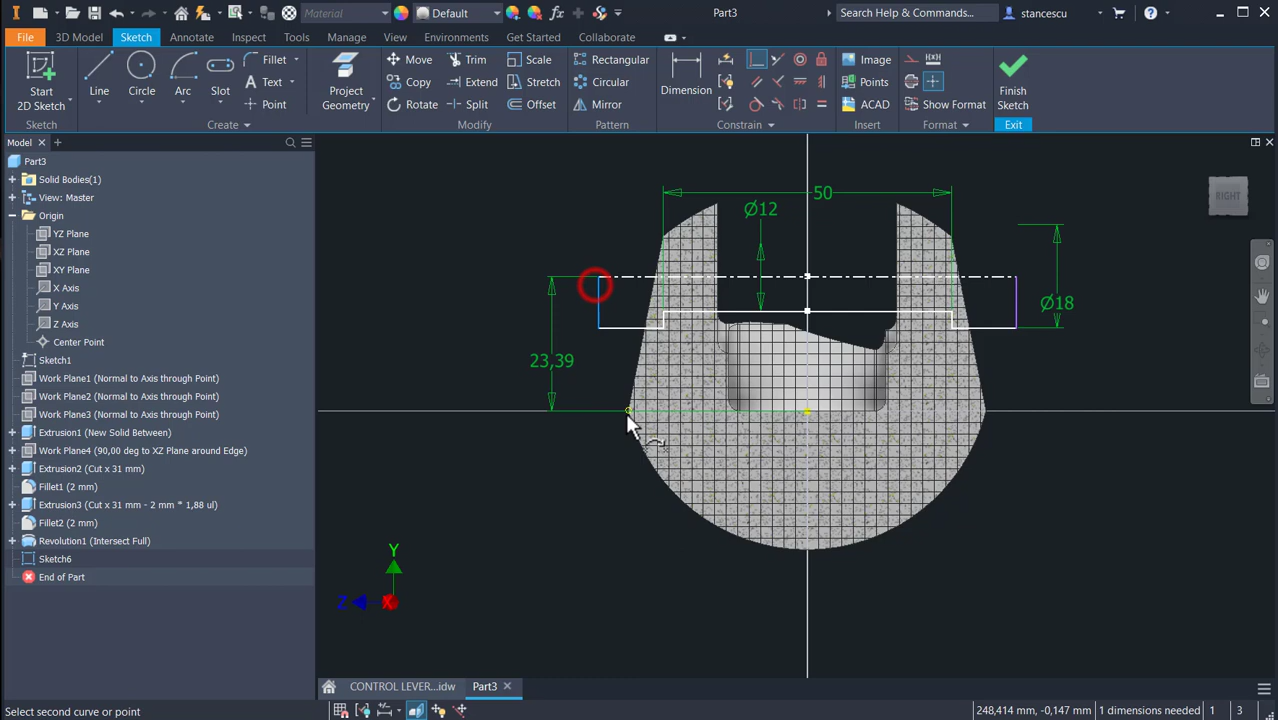 Material
Default
Part3
Search Help & Commands...
stancescu
File
3D Model
Sketch
Annotate
Inspect
Tools
Manage
View
Environments
Get Started
Collaborate
Start
2D Sketch
Line
Circle
Arc
Slot
Fillet
Text
Point
Project
Geometry
Move
Copy
Rotate
Trim
Extend
Split
Scale
Stretch
Offset
Rectangular
Circular
Mirror
Dimension
Image
Points
ACAD
Show Format
Finish
Sketch
Sketch
Create
Modify
Pattern
Constrain
Insert
Format
Exit
Model
Part3
Solid Bodies(1)
View: Master
Origin
YZ Plane
XZ Plane
XY Plane
X Axis
Y Axis
Z Axis
Center Point
Sketch1
Work Plane1 (Normal to Axis through Point)
Work Plane2 (Normal to Axis through Point)
Work Plane3 (Normal to Axis through Point)
Extrusion1 (New Solid Between)
Work Plane4 (90,00 deg to XZ Plane around Edge)
Extrusion2 (Cut x 31 mm)
Fillet1 (2 mm)
Extrusion3 (Cut x 31 mm - 2 mm * 1,88 ul)
Fillet2 (2 mm)
Revolution1 (Intersect Full)
Sketch6
End of Part
50
Ø12
Ø18
23,39
RIGHT
Y
Z
X
CONTROL LEVER...idw
Part3
Select second curve or point
248,414 mm, -0,147 mm
1 dimensions needed
1
3